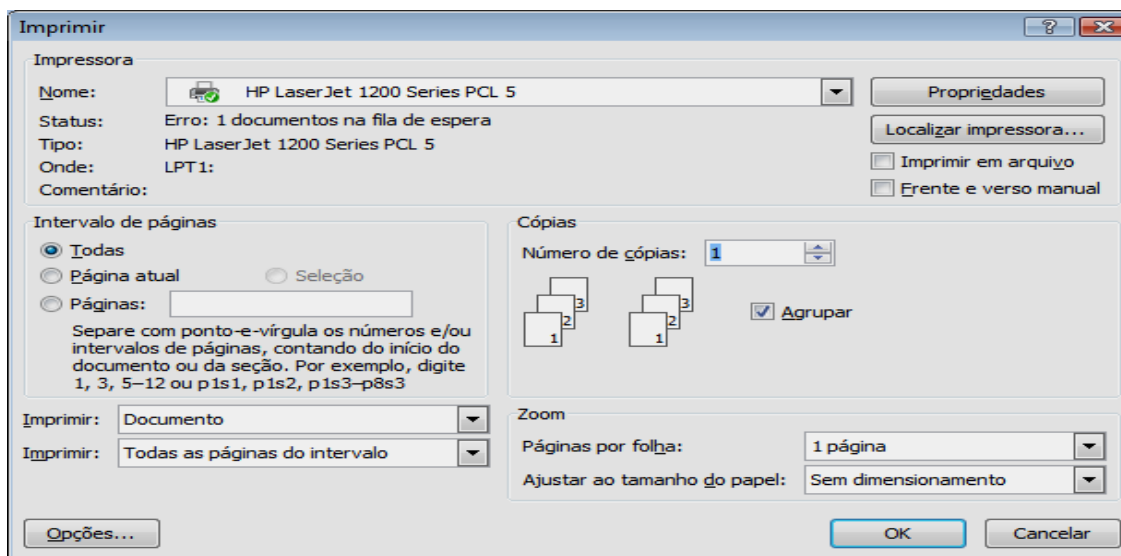 Imprimir
Impressora
Nome: HP LaserJet 1200 Series PCL 5 Propriedades
Status: Erro: 1 documentos na fila de espera
Localizar impressora...
Tipo: HP LaserJet 1200 Series PCL 5
Onde: LPT1: Imprimir em arquivo
Comentário: Frente e verso manual
Intervalo de páginas
Todas
Página atual Seleção
Páginas:
Separe com ponto-e-vírgula os números e/ou
intervalos de páginas, contando do início do
documento ou da seção. Por exemplo, digite
1, 3, 5–12 ou p1s1, p1s2, p1s3–p8s3
Cópias
Número de cópias: 1
3 3
2 2
1 1
Agrupar
Imprimir: Documento
Imprimir: Todas as páginas do intervalo
Zoom
Páginas por folha: 1 página
Ajustar ao tamanho do papel: Sem dimensionamento
Opções... OK Cancelar